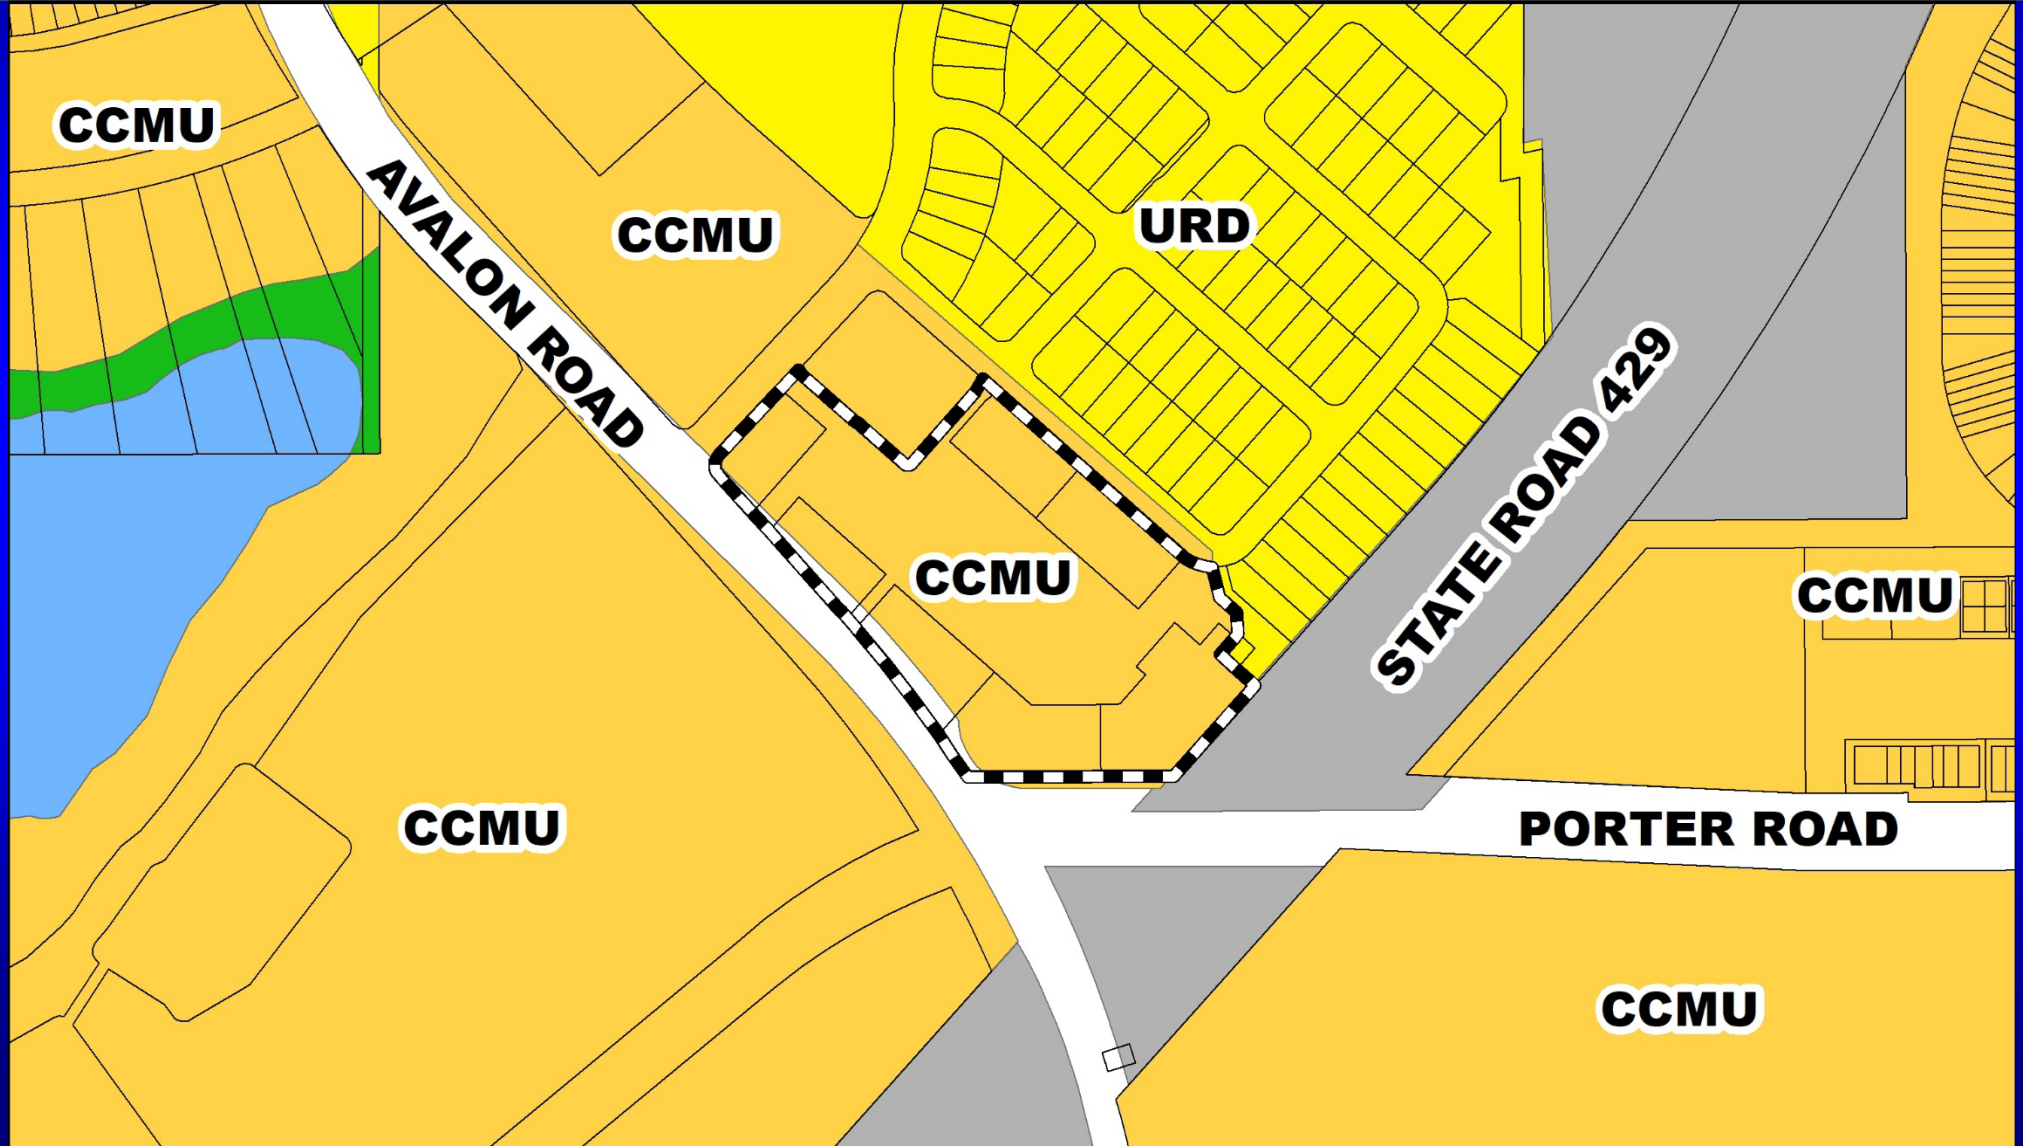 CCMU
AVALON ROAD
CCMU
URD
STATE ROAD 429
CCMU
CCMU
CCMU
PORTER ROAD
CCMU